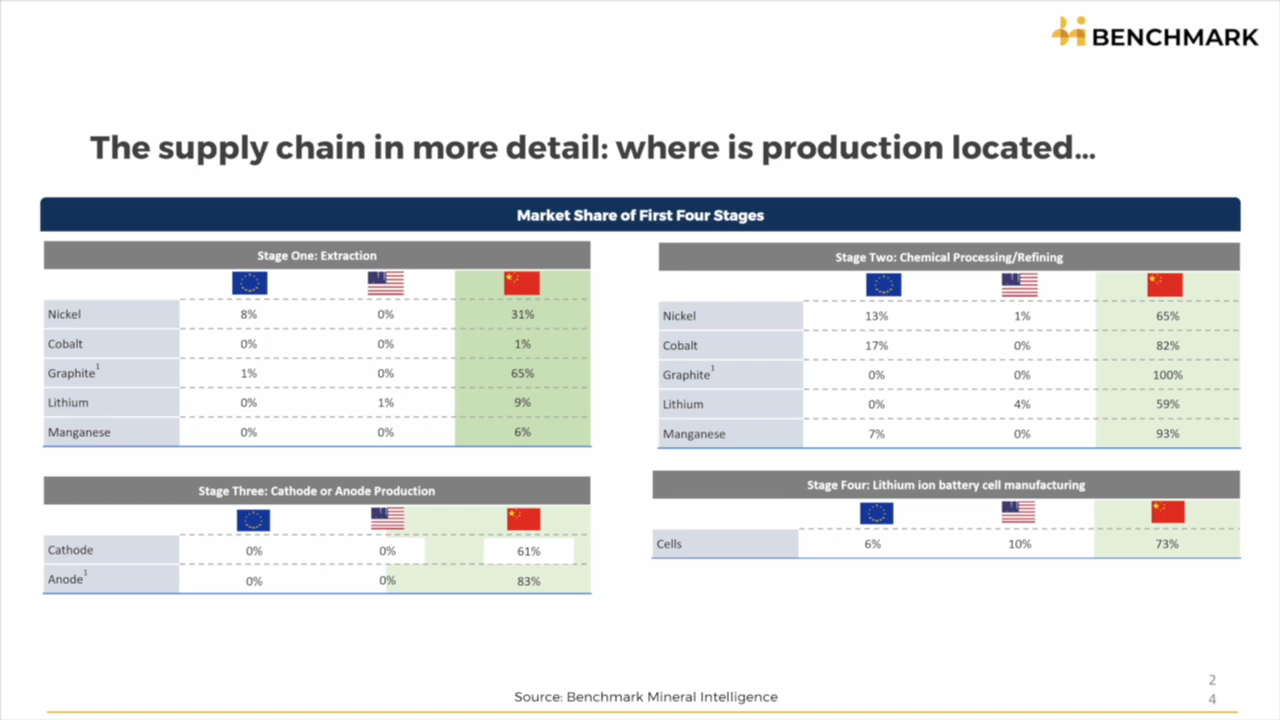 BENCHMARK
The supply chain in more detail: where is production located...
Market Share of First Four Stages
Stage One: Extraction
Nickel 8% 0% 31%
Cobalt 0% 0% 1%
Graphite1 1% 0% 65%
Lithium 0% 1% 9%
Manganese 0% 0% 6%
Stage Two: Chemical Processing/Refining
Nickel 13% 1% 65%
Cobalt 17% 0% 82%
Graphite1 0% 0% 100%
Lithium 0% 4% 59%
Manganese 7% 0% 93%
Stage Three: Cathode or Anode Production
Cathode 0% 0% 61%
Anode1 0% 0% 83%
Stage Four: Lithium ion battery cell manufacturing
Cells 6% 10% 73%
Source: Benchmark Mineral Intelligence
2
4